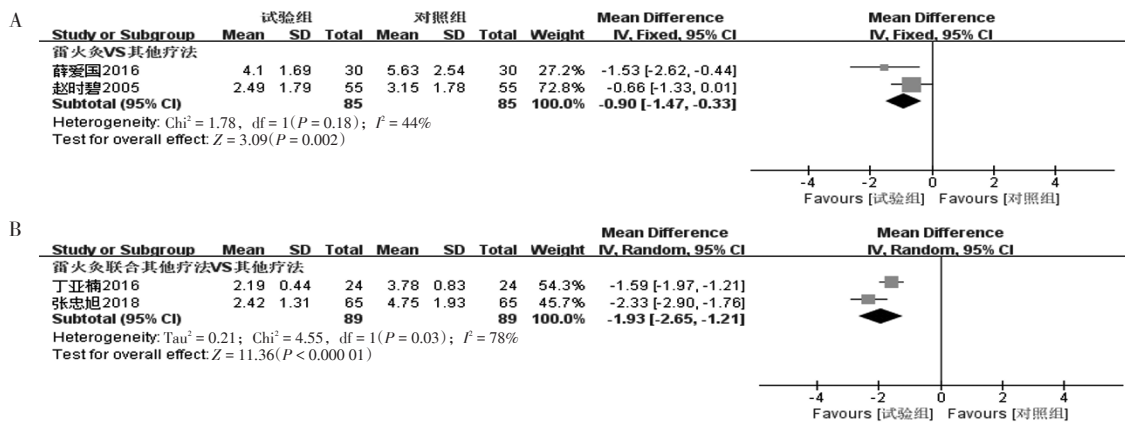 A
试验组 对照组 Mean Difference Mean Difference
Study or Subgroup Mean SD Total Mean SD Total Weight IV, Fixed, 95% CI IV, Fixed, 95% CI
雷火灸VS其他疗法
薛爱国2016 4.1 1.69 30 5.63 2.54 30 27.2% -1.53 [-2.62, -0.44]
赵时碧2005 2.49 1.79 55 3.15 1.78 55 72.8% -0.66 [-1.33, 0.01]
Subtotal (95% CI) 85 85 100.0% -0.90 [-1.47, -0.33]
Heterogeneity: Chi² = 1.78, df = 1(P = 0.18); I² = 44%
Test for overall effect: Z = 3.09(P = 0.002)
-4 -2 0 2 4
Favours [试验组] Favours [对照组]
B
Mean Difference Mean Difference
Study or Subgroup Mean SD Total Mean SD Total Weight IV, Random, 95% CI IV, Random, 95% CI
雷火灸联合其他疗法VS其他疗法
丁亚楠2016 2.19 0.44 24 3.78 0.83 24 54.3% -1.59 [-1.97, -1.21]
张忠旭2018 2.42 1.31 65 4.75 1.93 65 45.7% -2.33 [-2.90, -1.76]
Subtotal (95% CI) 89 89 100.0% -1.93 [-2.65, -1.21]
Heterogeneity: Tau² = 0.21; Chi² = 4.55, df = 1(P = 0.03); I² = 78%
Test for overall effect: Z = 11.36(P < 0.000 01)
-4 -2 0 2 4
Favours [试验组] Favours [对照组]